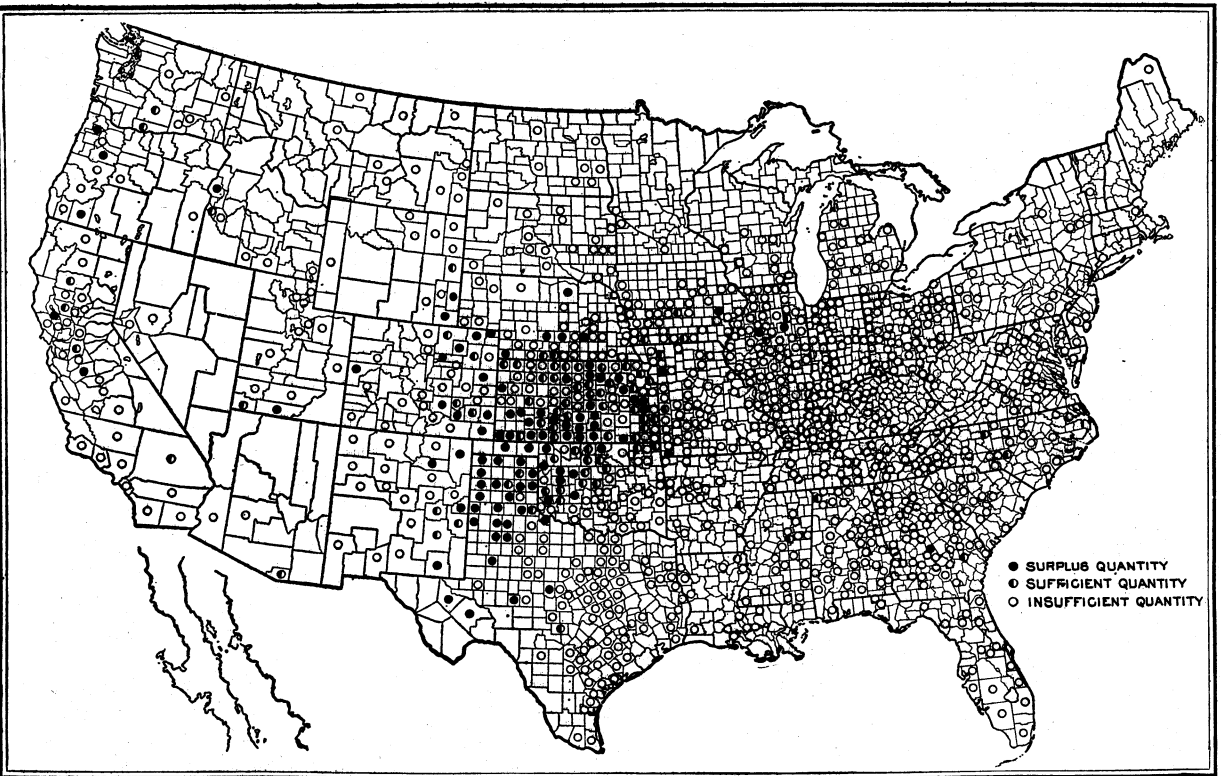 ● SURPLUS QUANTITY
◑ SUFFICIENT QUANTITY
○ INSUFFICIENT QUANTITY